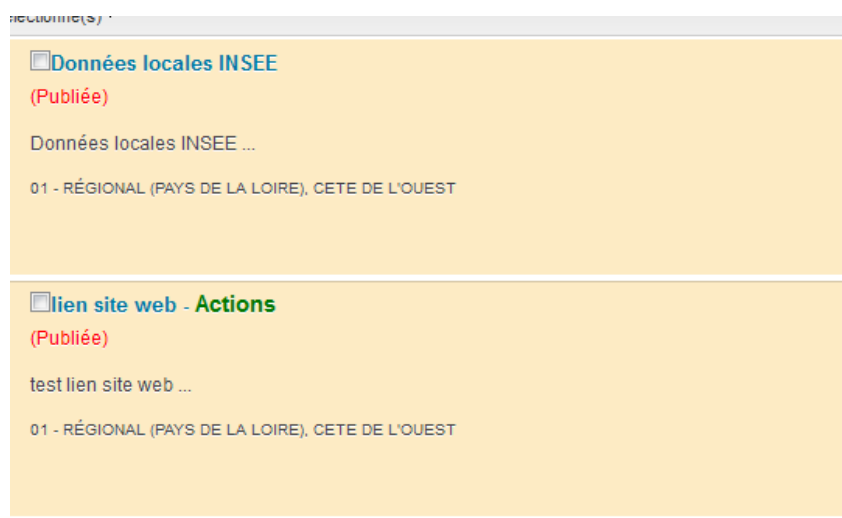 Données locales INSEE
(Publiée)
Données locales INSEE ...
01 - RÉGIONAL (PAYS DE LA LOIRE), CETE DE L'OUEST
lien site web - Actions
(Publiée)
test lien site web ...
01 - RÉGIONAL (PAYS DE LA LOIRE), CETE DE L'OUEST